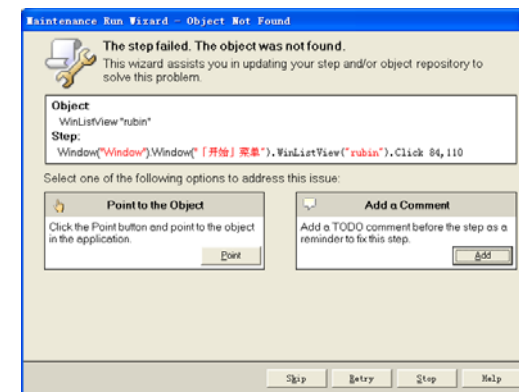 Maintenance Run Wizard - Object Not Found
The step failed. The object was not found.
This wizard assists you in updating your step and/or object repository to
solve this problem.
Object
WinListView "rubin"
Step:
Window("Window").Window("「开始」菜单").WinListView("rubin").Click 84,110
Select one of the following options to address this issue:
Point to the Object
Click the Point button and point to the object
in the application.
Point
Add a Comment
Add a TODO comment before the step as a
reminder to fix this step.
Add
Skip
Retry
Stop
Help